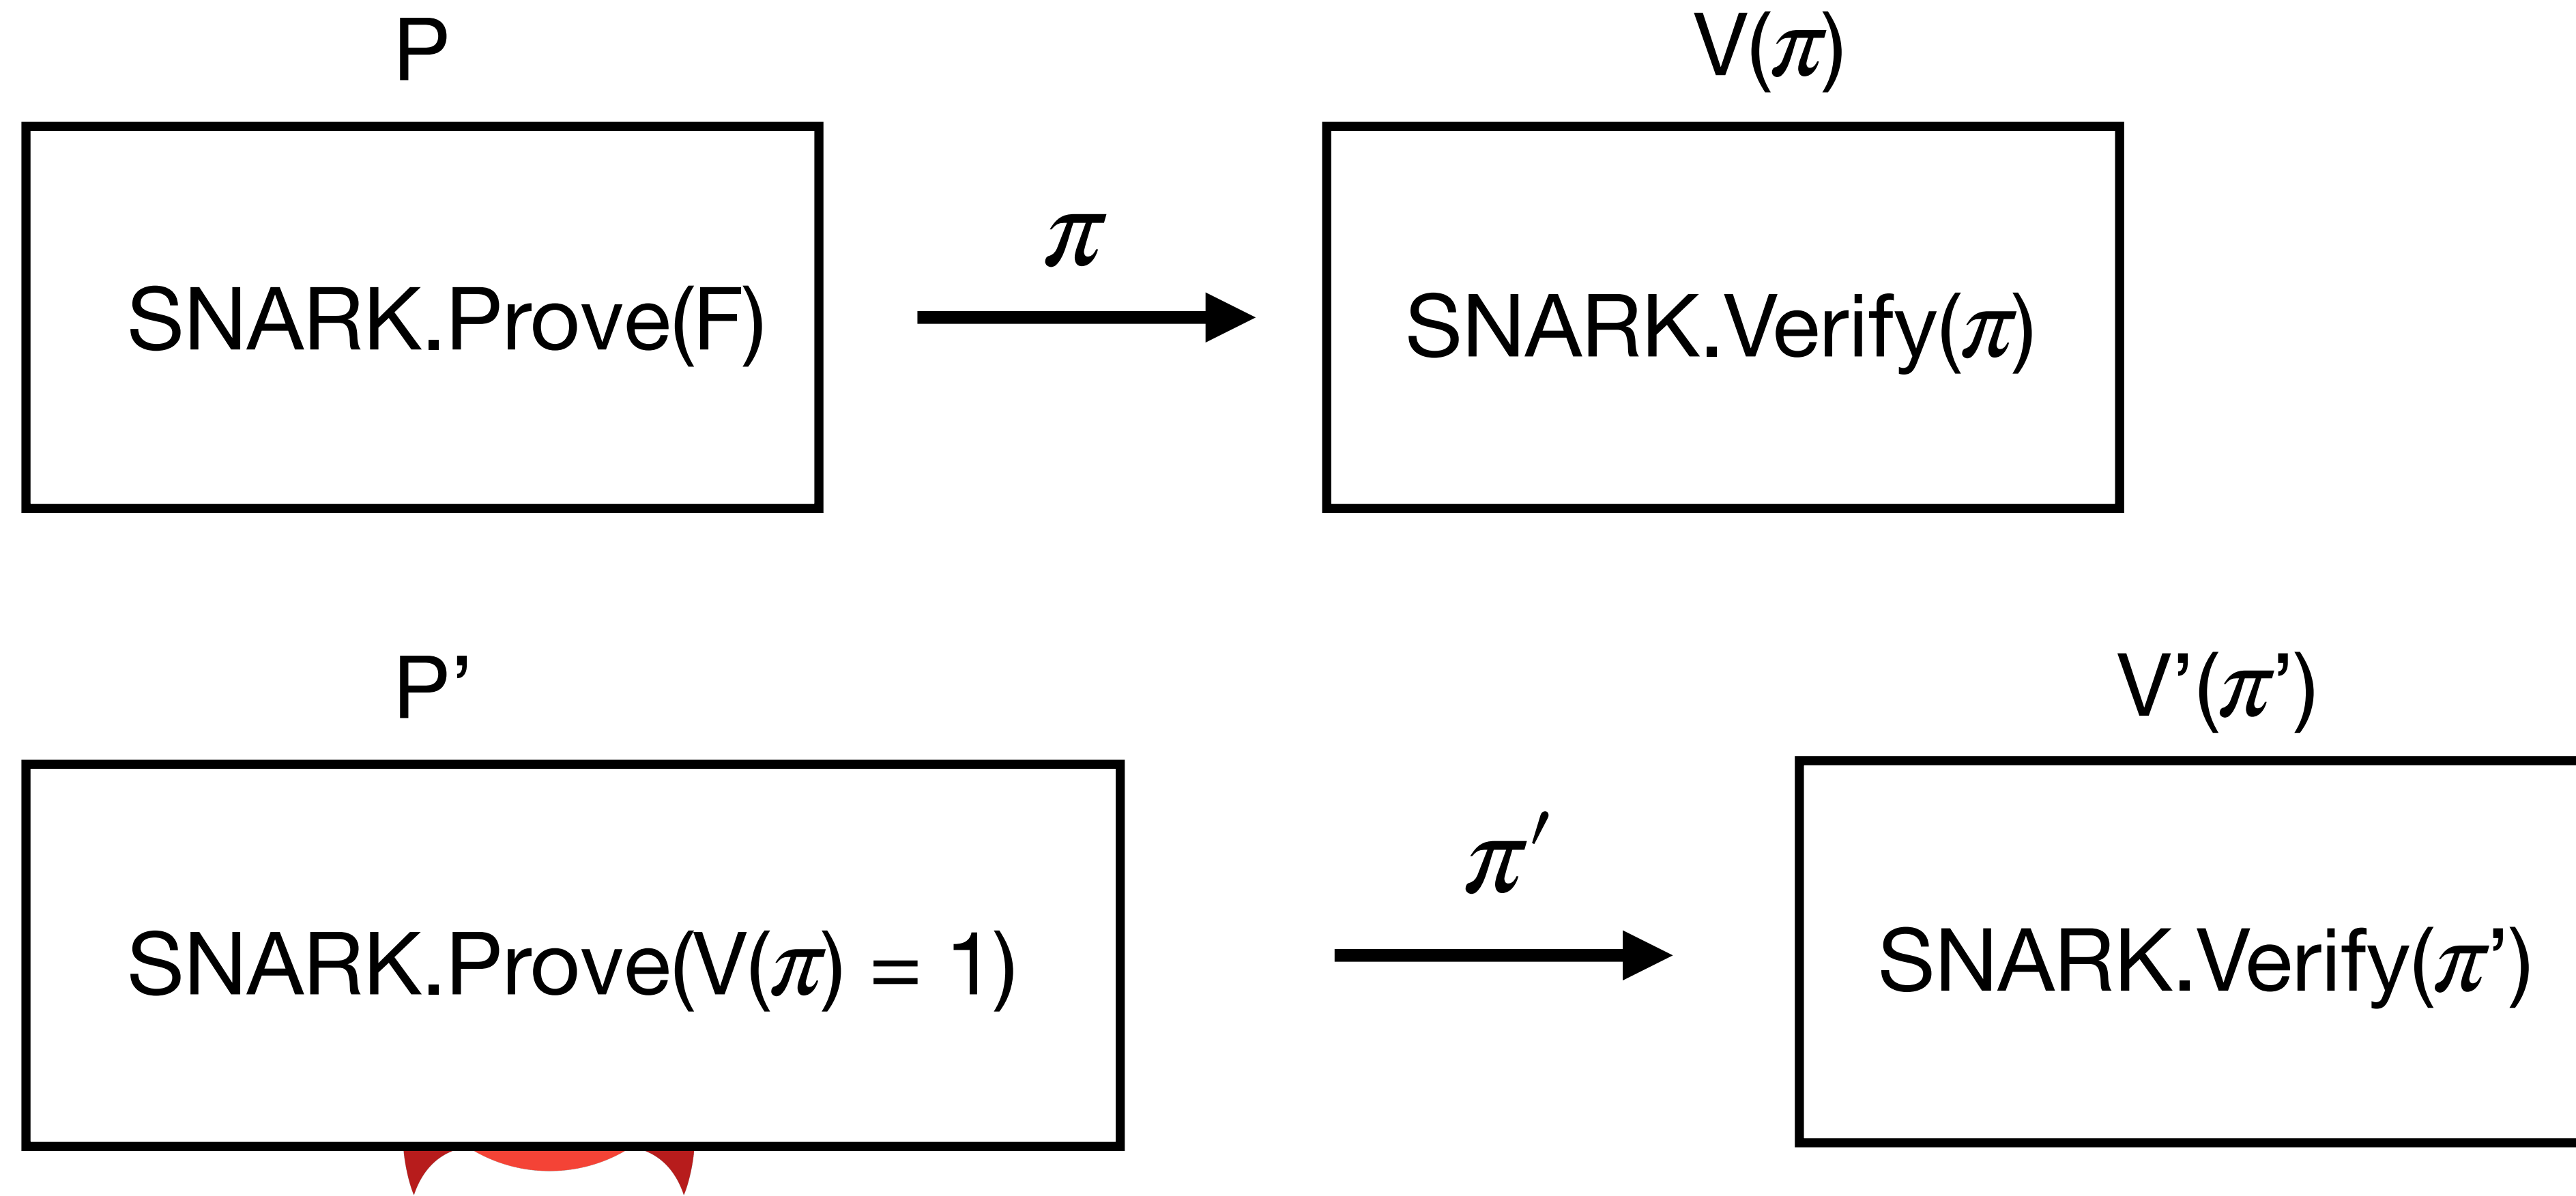 P
V(π)
SNARK.Prove(F)
π
SNARK.Verify(π)
P’
V’(π’)
SNARK.Prove(V(π) = 1)
π′
SNARK.Verify(π’)